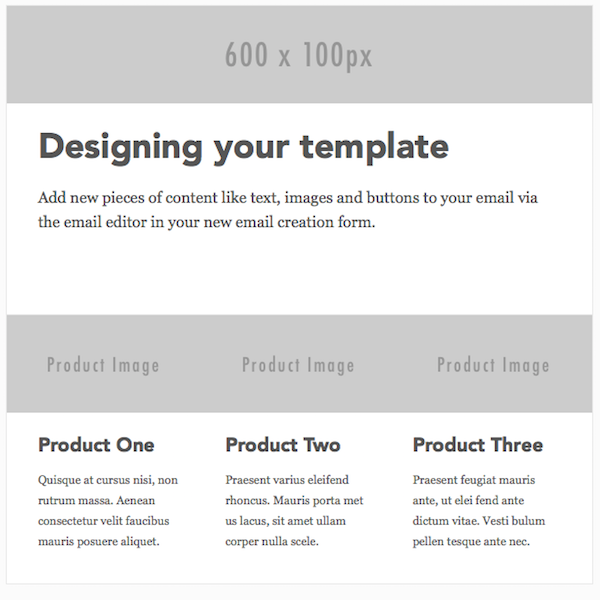 600 x 100px
Designing your template
Add new pieces of content like text, images and buttons to your email via
the email editor in your new email creation form.
Product Image
Product Image
Product Image
Product One
Quisque at cursus nisi, non
rutrum massa. Aenean
consectetur velit faucibus
mauris posuere aliquet.
Product Two
Praesent varius eleifend
rhoncus. Mauris porta met
us lacus, sit amet ullam
corper nulla scele.
Product Three
Praesent feugiat mauris
ante, ut elei fend ante
dictum vitae. Vesti bulum
pellen tesque ante nec.